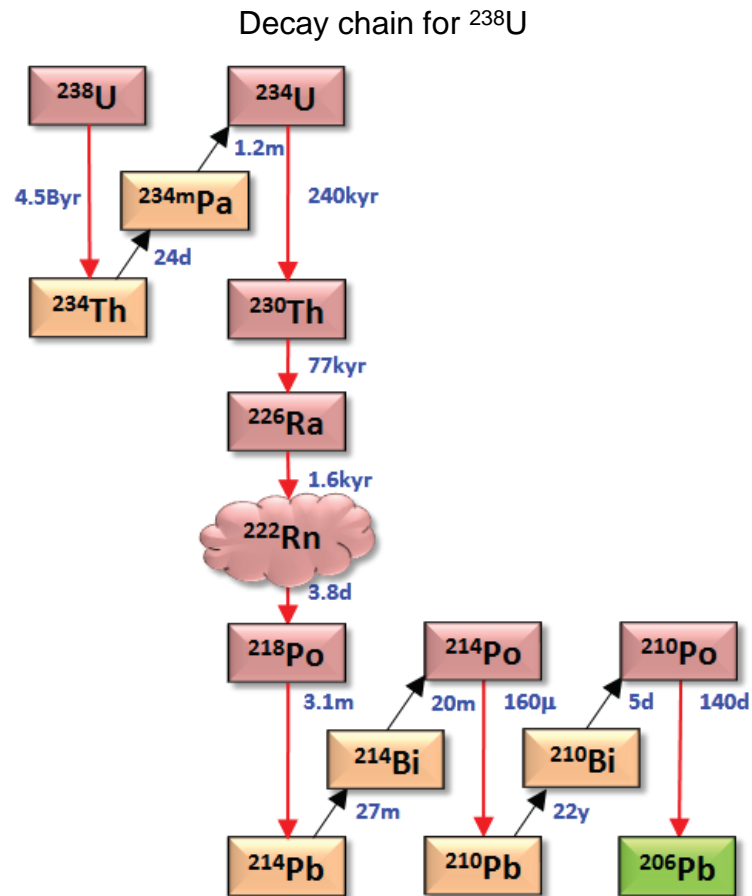 Decay chain for ²³⁸U
²³⁸U
²³⁴U
1.2m
4.5Byr
²³⁴ᵐPa
240kyr
24d
²³⁴Th
²³⁰Th
77kyr
²²⁶Ra
1.6kyr
²²²Rn
3.8d
²¹⁸Po
²¹⁴Po
²¹⁰Po
3.1m
20m
160μ
5d
140d
²¹⁴Bi
²¹⁰Bi
27m
22y
²¹⁴Pb
²¹⁰Pb
²⁰⁶Pb